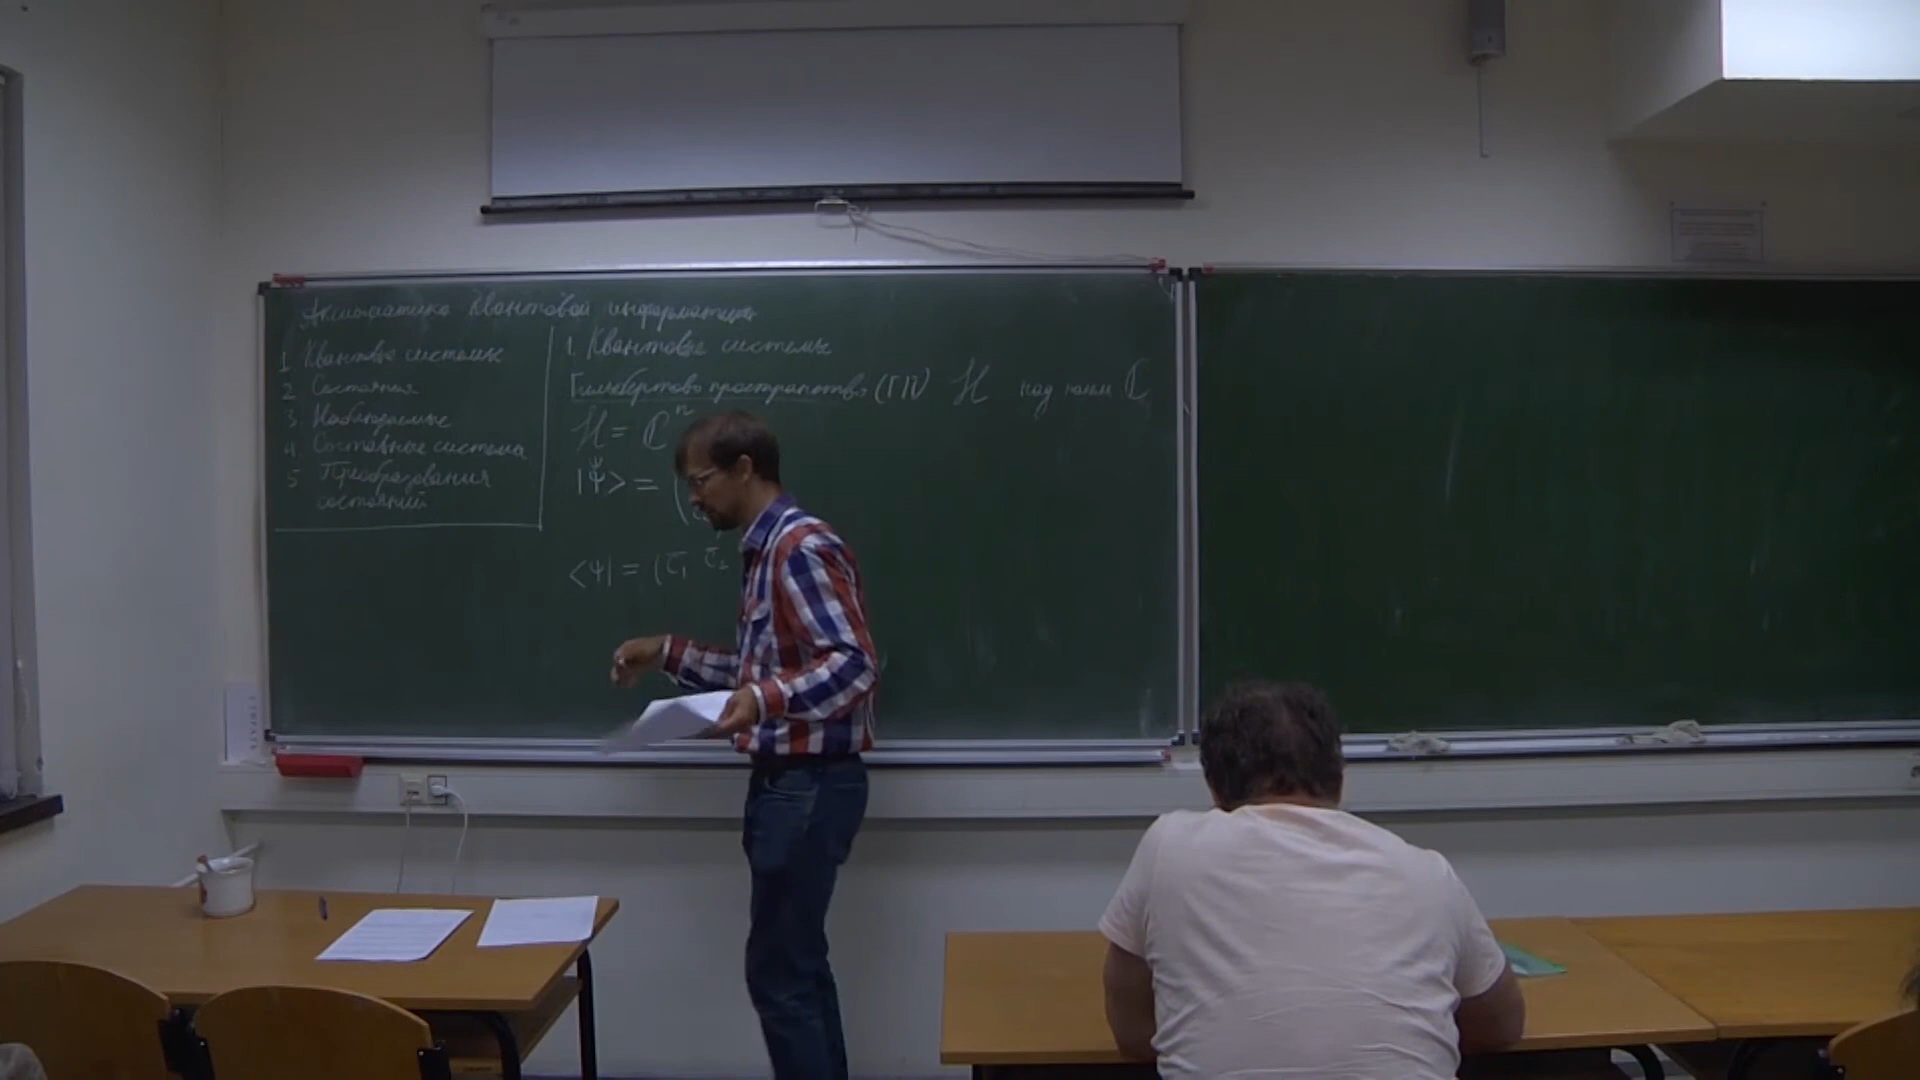 Аксиоматика квантовой информатики
1. Квантовые системы
2 Состояния
3. Наблюдаемые
4. Составные системы
5 Преобразования
состояний
1. Квантовые системы
Гильбертово пространство (ГП) ℋ над полем ℂ
ℋ = ℂⁿ
|Ψ> = (
<Ψ| = (c̄₁ c̄₂